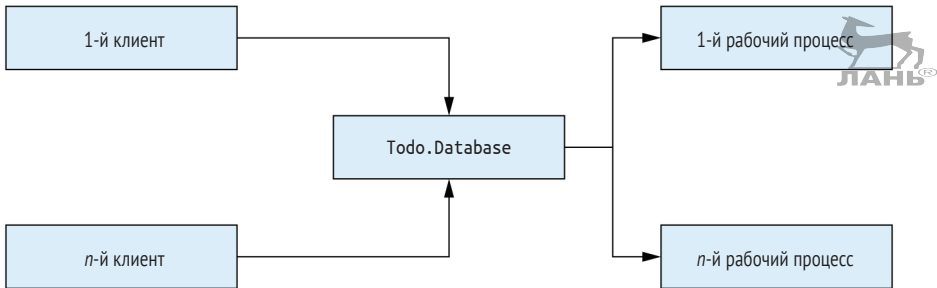 1-й клиент
1-й рабочий процесс
ЛАНЬ®
Todo.Database
n-й клиент
n-й рабочий процесс